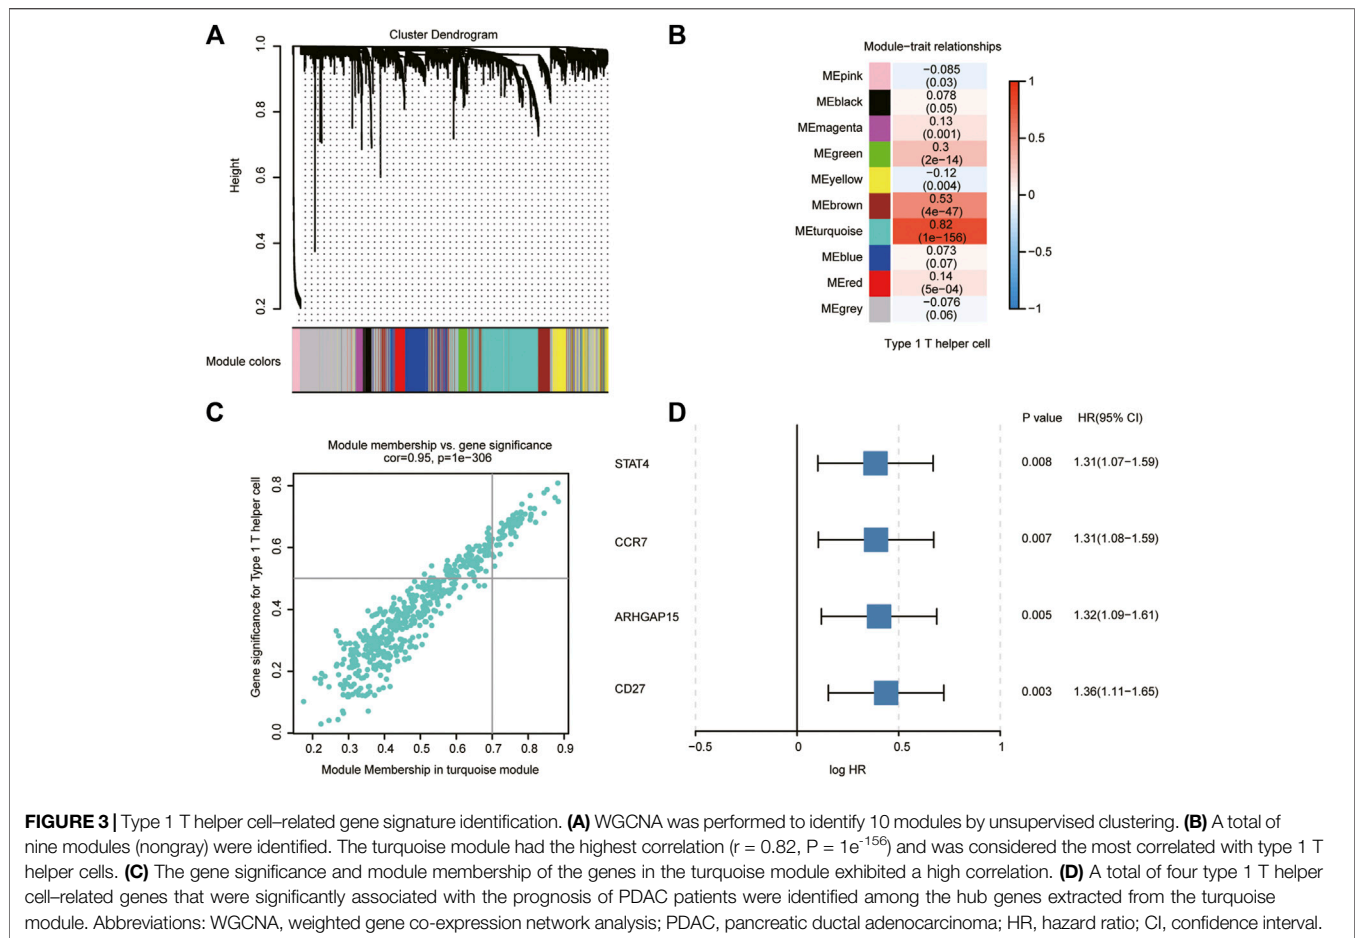 A
Cluster Dendrogram
Height
1.0
0.8
0.6
0.4
0.2
Module colors
B
Module−trait relationships
MEpink
−0.085
(0.03)
MEblack
0.078
(0.05)
MEmagenta
0.13
(0.001)
MEgreen
0.3
(2e−14)
MEyellow
−0.12
(0.004)
MEbrown
0.53
(4e−47)
MEturquoise
0.82
(1e−156)
MEblue
0.073
(0.07)
MEred
0.14
(5e−04)
MEgrey
−0.076
(0.06)
1
0.5
0
−0.5
−1
Type 1 T helper cell
C
Module membership vs. gene significance
cor=0.95, p=1e−306
Gene significance for Type 1 T helper cell
0.8
0.6
0.4
0.2
0.0
0.2 0.3 0.4 0.5 0.6 0.7 0.8 0.9
Module Membership in turquoise module
D
P value HR(95% CI)
STAT4 0.008 1.31(1.07−1.59)
CCR7 0.007 1.31(1.08−1.59)
ARHGAP15 0.005 1.32(1.09−1.61)
CD27 0.003 1.36(1.11−1.65)
−0.5 0 0.5 1
log HR
FIGURE 3 | Type 1 T helper cell–related gene signature identification. (A) WGCNA was performed to identify 10 modules by unsupervised clustering. (B) A total of
nine modules (nongray) were identified. The turquoise module had the highest correlation (r = 0.82, P = 1e-156) and was considered the most correlated with type 1 T
helper cells. (C) The gene significance and module membership of the genes in the turquoise module exhibited a high correlation. (D) A total of four type 1 T helper
cell–related genes that were significantly associated with the prognosis of PDAC patients were identified among the hub genes extracted from the turquoise
module. Abbreviations: WGCNA, weighted gene co-expression network analysis; PDAC, pancreatic ductal adenocarcinoma; HR, hazard ratio; CI, confidence interval.